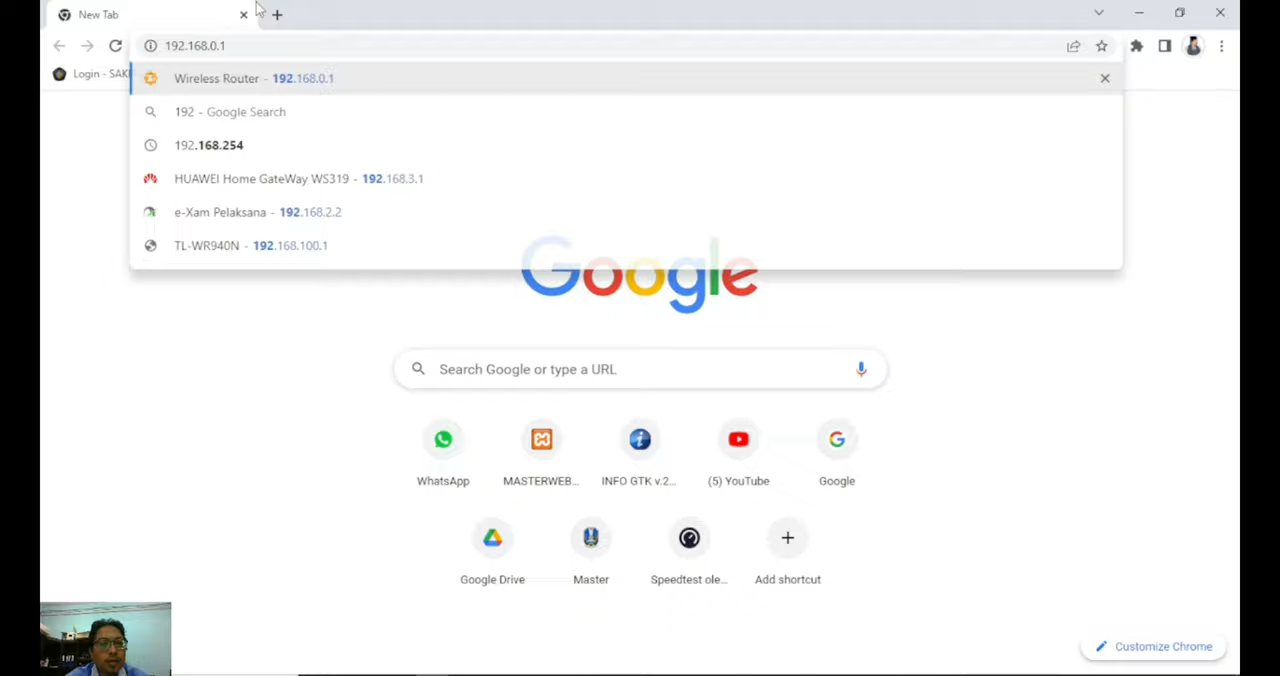 New Tab
192.168.0.1
Login - SAK
Wireless Router - 192.168.0.1
192 - Google Search
192.168.254
HUAWEI Home GateWay WS319 - 192.168.3.1
e-Xam Pelaksana - 192.168.2.2
TL-WR940N - 192.168.100.1
Google
Search Google or type a URL
WhatsApp MASTERWEB... INFO GTK v.2... (5) YouTube Google
Google Drive Master Speedtest ole... Add shortcut
Customize Chrome